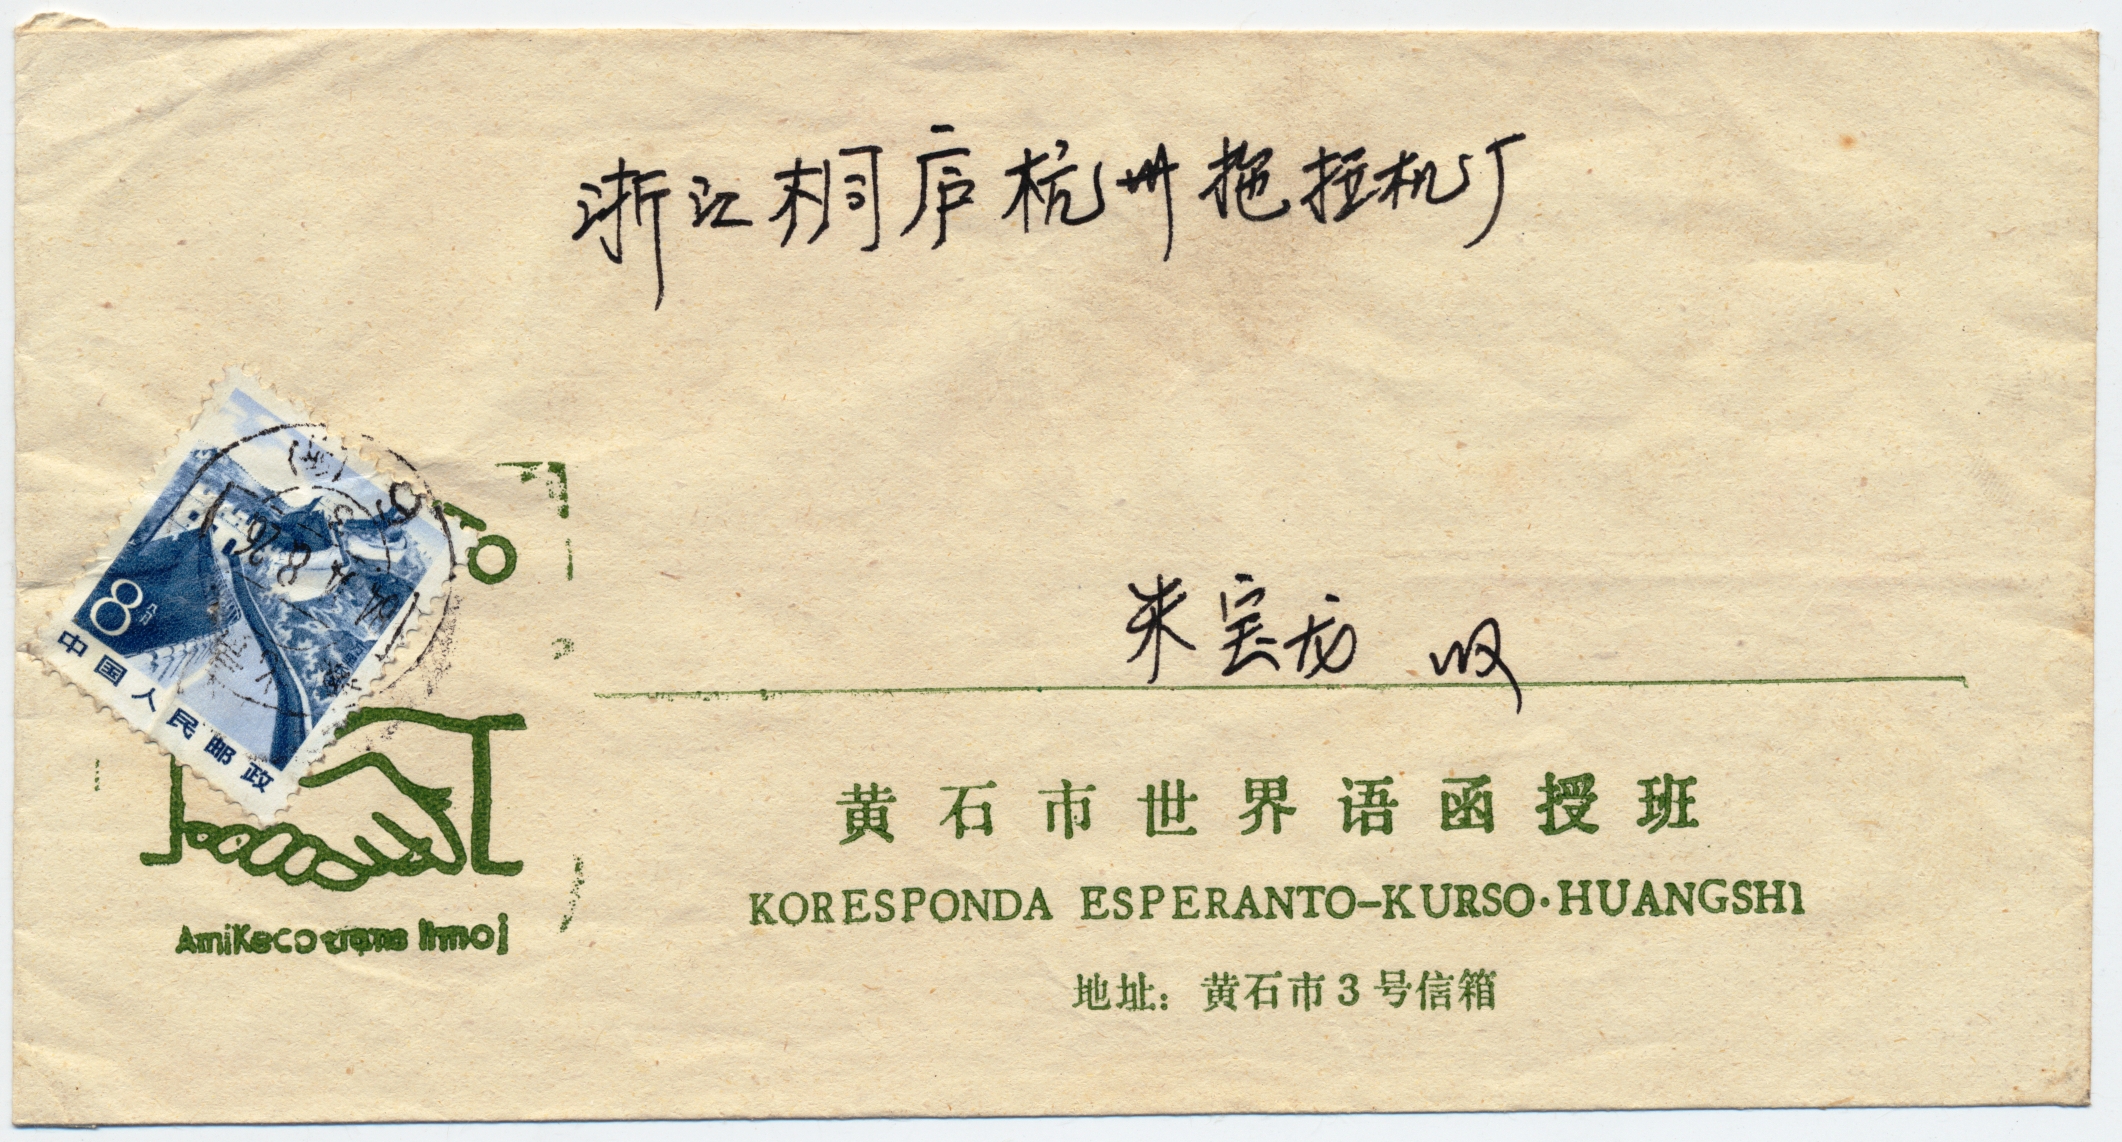 浙江桐庐杭州拖拉机厂
8分
中国人民邮政
朱宝龙 收
黄石市世界语函授班
KORESPONDA ESPERANTO-KURSO·HUANGSHI
Amikeco trans limoj
地址：黄石市3号信箱